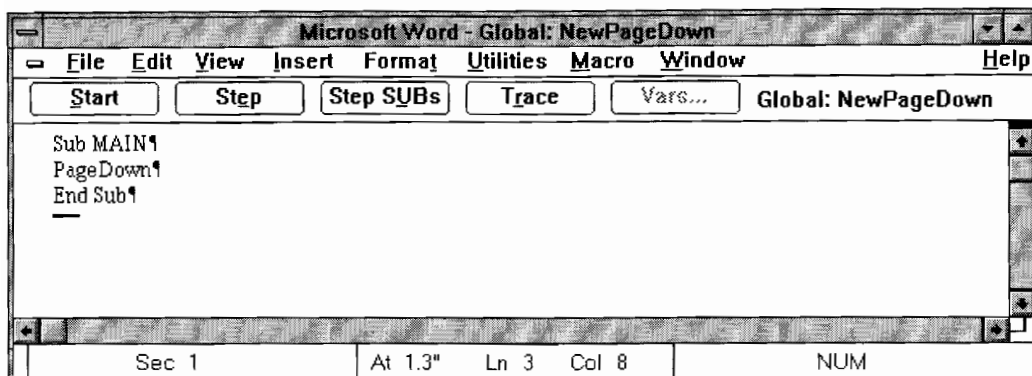 Microsoft Word - Global: NewPageDown
File Edit View Insert Format Utilities Macro Window Help
Start Step Step SUBs Trace Vars... Global: NewPageDown
Sub MAIN¶
PageDown¶
End Sub¶
Sec 1 At 1.3" Ln 3 Col 8 NUM